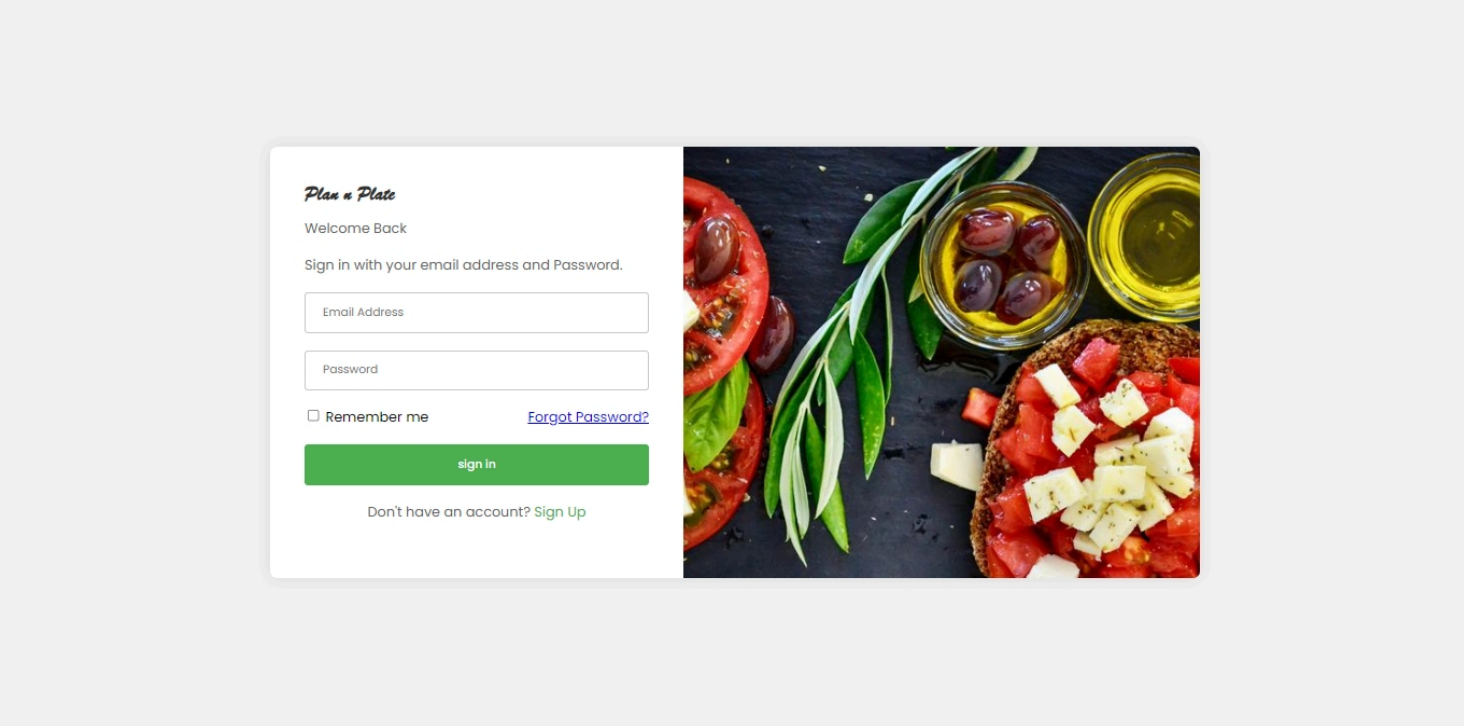 Plan n Plate
Welcome Back
Sign in with your email address and Password.
Email Address
Password
Remember me
Forgot Password?
sign in
Don't have an account? Sign Up